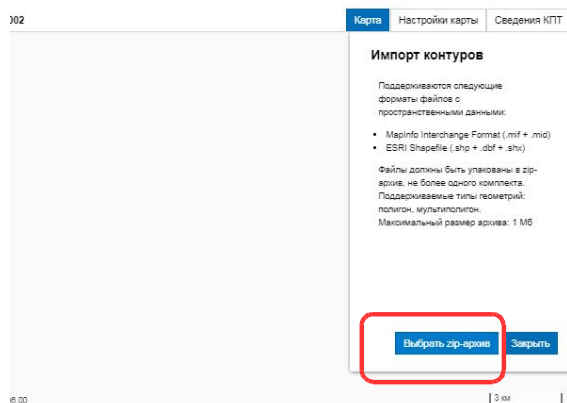 002
Карта Настройки карты Сведения КПТ
Импорт контуров
Поддерживаются следующие
форматы файлов с
пространственными данными:
• MapInfo Interchange Format (.mif + .mid)
• ESRI Shapefile (.shp + .dbf + .shx)
Файлы должны быть упакованы в zip-
архив, не более одного комплекта.
Поддерживаемые типы геометрий:
полигон, мультиполигон.
Максимальный размер архива: 1 Мб
Выбрать zip-архив Закрыть
6.00 3 км